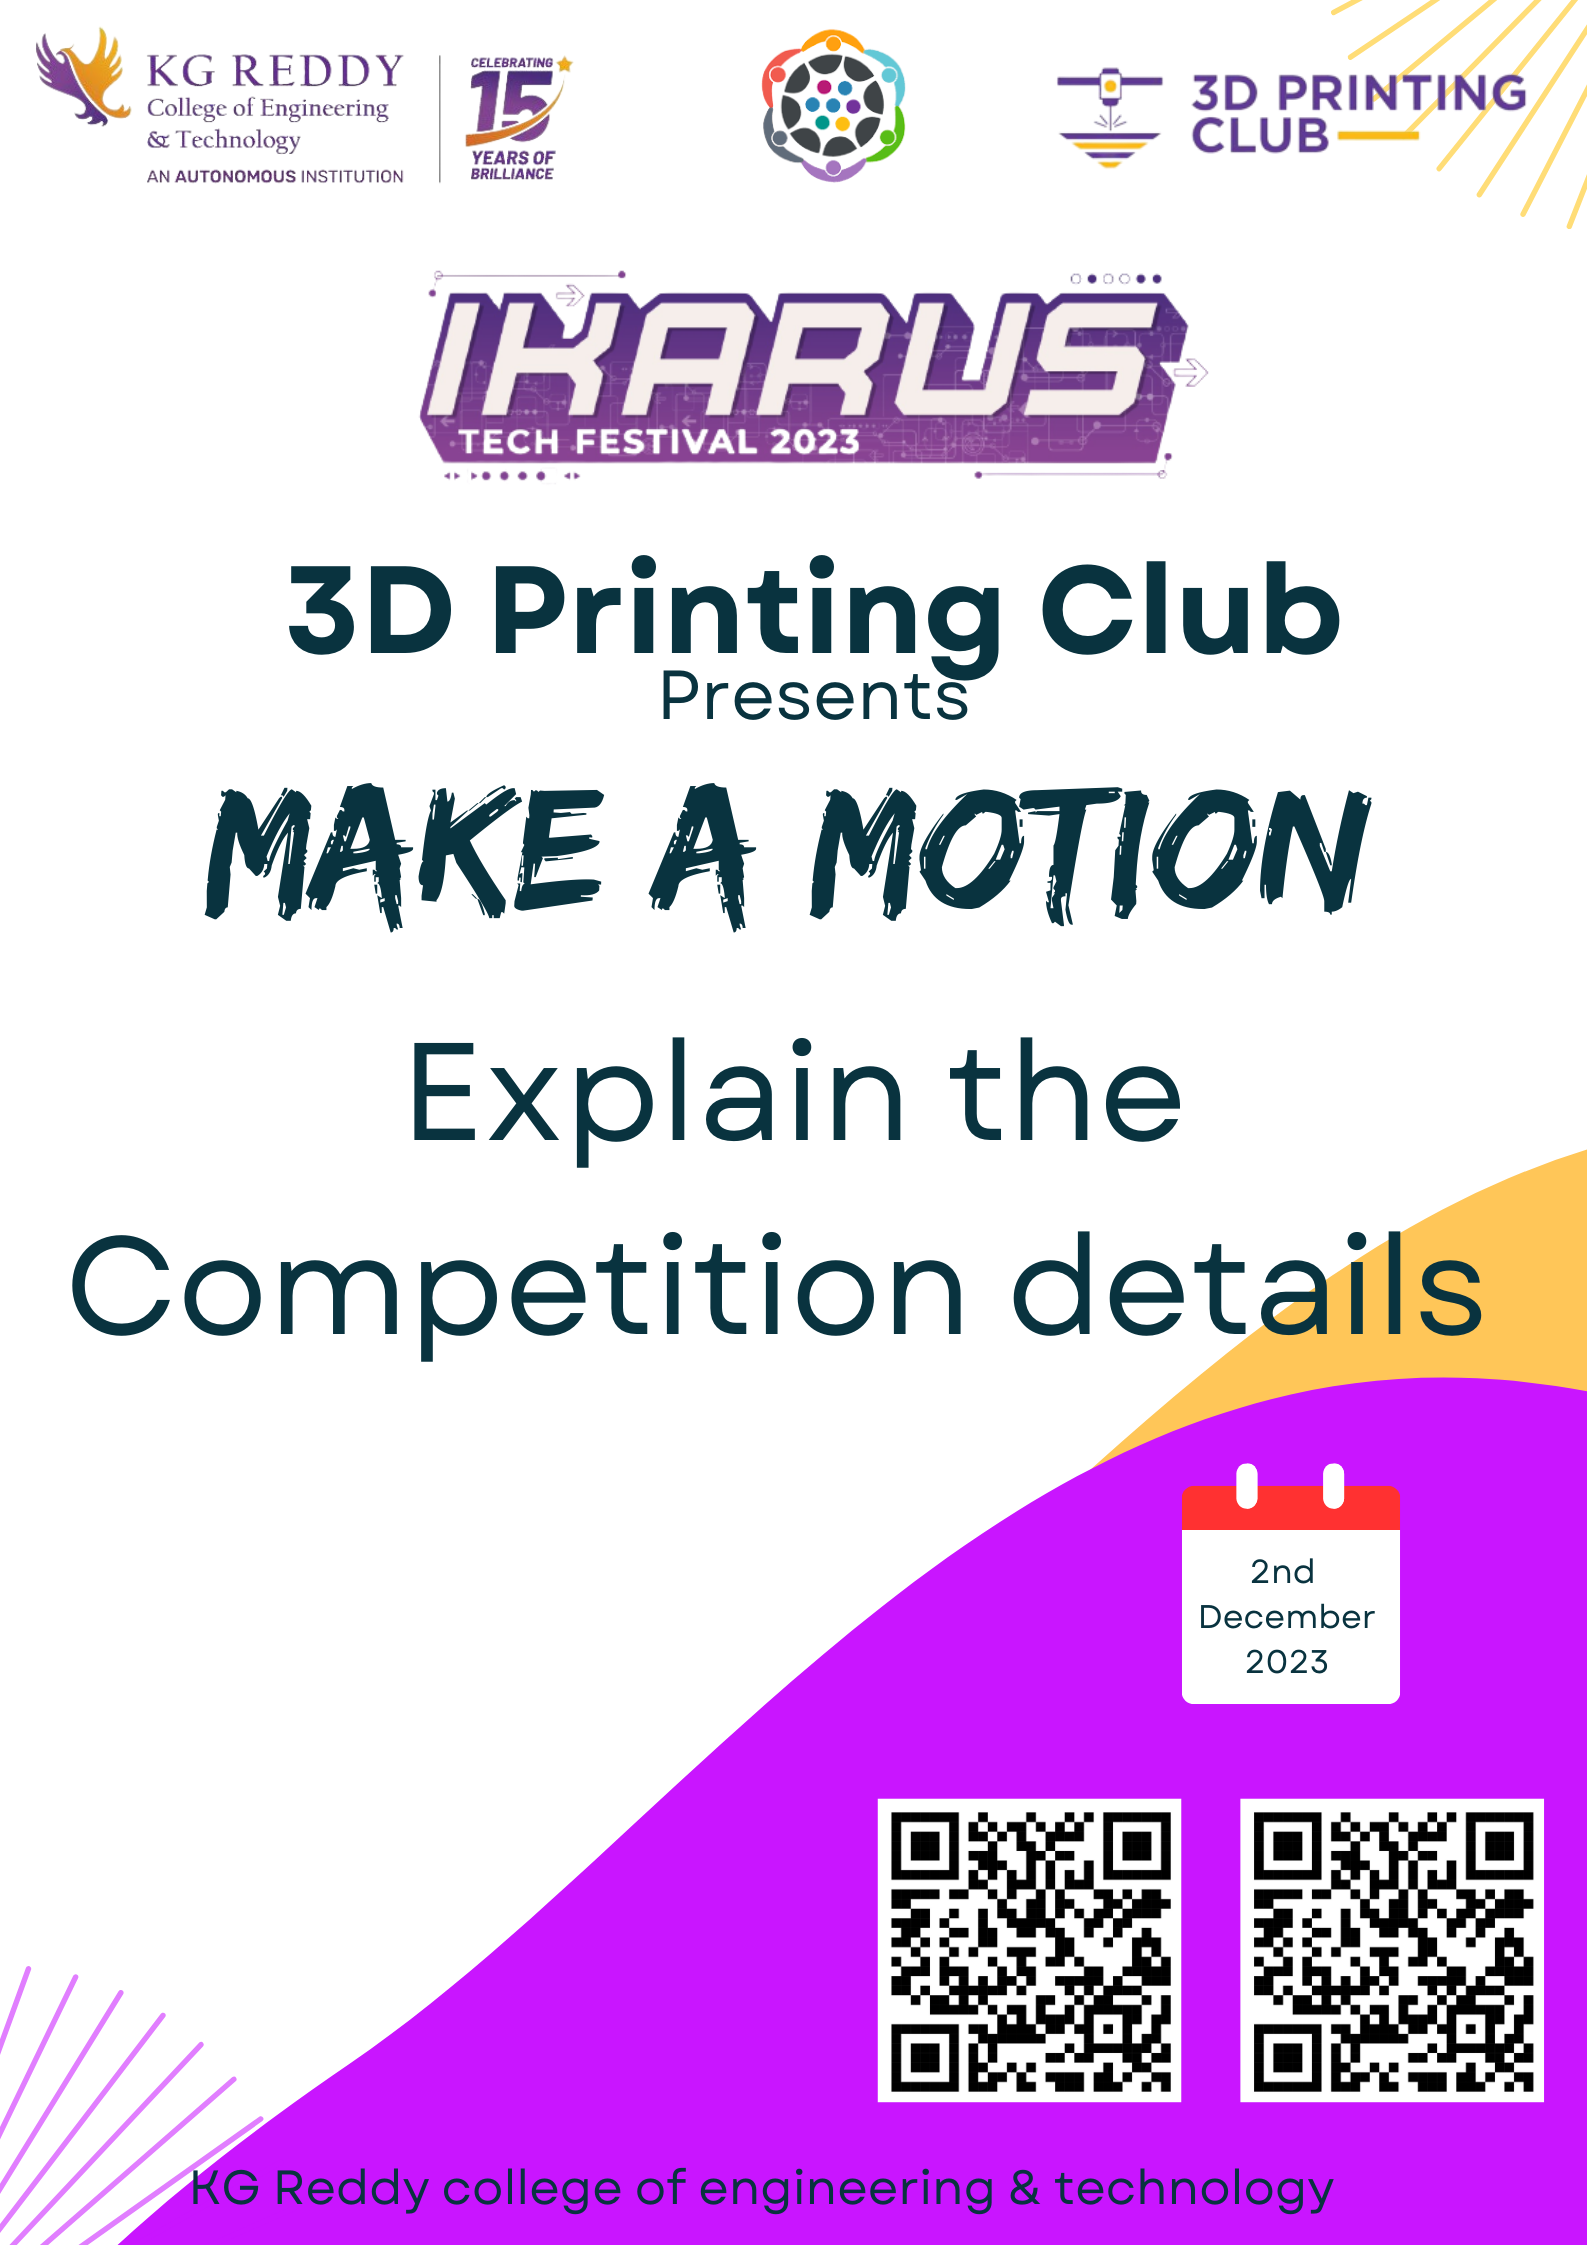 KG REDDY
College of Engineering
& Technology
AN AUTONOMOUS INSTITUTION
CELEBRATING
15
YEARS OF
BRILLIANCE
3D PRINTING
CLUB
IKARUS
TECH FESTIVAL 2023
3D Printing Club
Presents
MAKE A MOTION
Explain the
Competition details
2nd
December
2023
KG Reddy college of engineering & technology